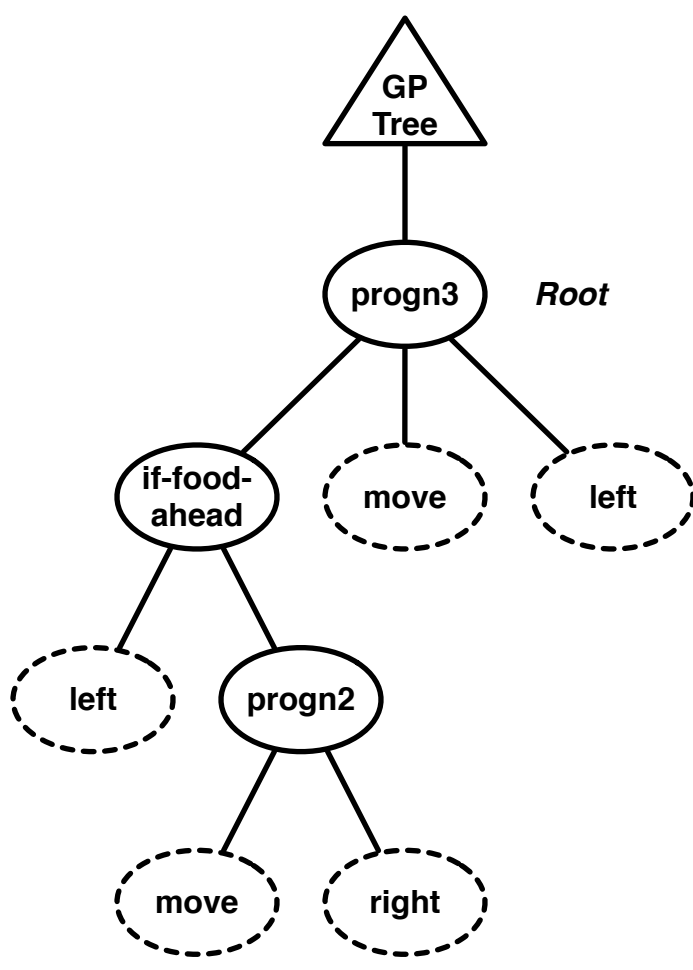 GP
Tree
progn3
Root
if-food-
ahead
move
left
left
progn2
move
right